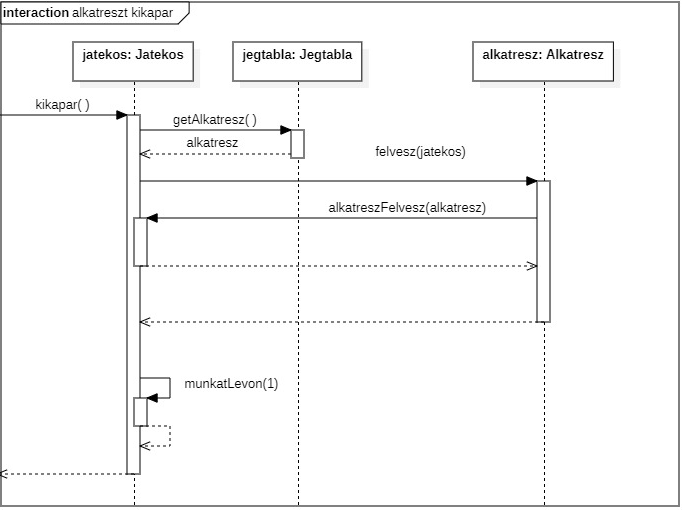 interaction alkatreszt kikapar
jatekos: Jatekos
jegtabla: Jegtabla
alkatresz: Alkatresz
kikapar( )
getAlkatresz( )
alkatresz
felvesz(jatekos)
alkatreszFelvesz(alkatresz)
munkatLevon(1)